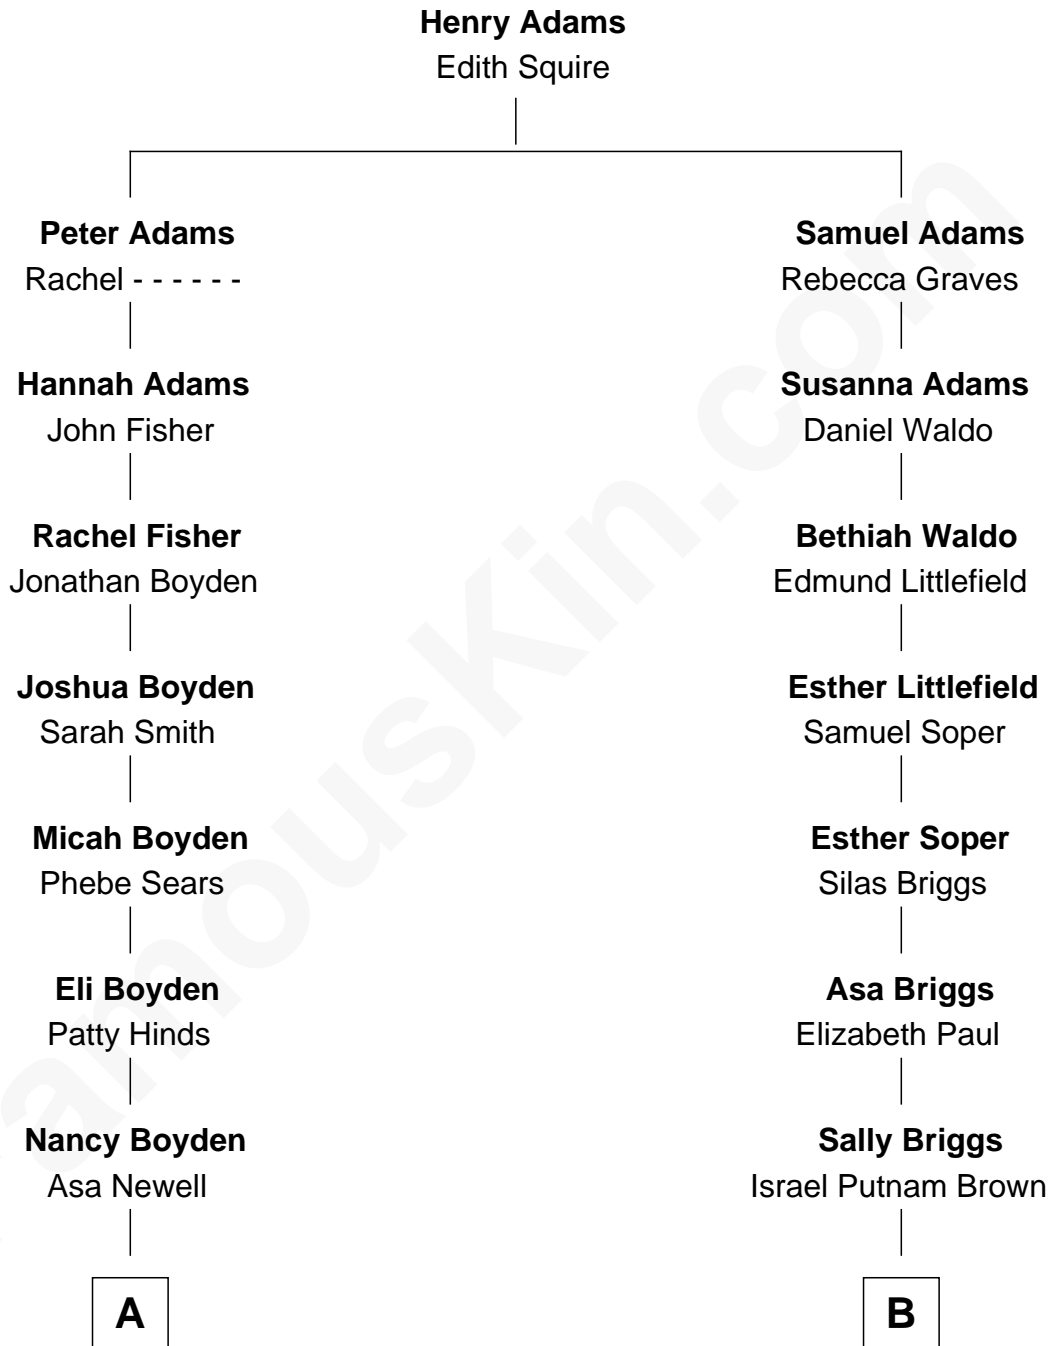 Henry Adams
Edith Squire
Peter Adams
Rachel - - - - - -
Samuel Adams
Rebecca Graves
Hannah Adams
John Fisher
Susanna Adams
Daniel Waldo
Rachel Fisher
Jonathan Boyden
Bethiah Waldo
Edmund Littlefield
Joshua Boyden
Sarah Smith
Esther Littlefield
Samuel Soper
Micah Boyden
Phebe Sears
Esther Soper
Silas Briggs
Eli Boyden
Patty Hinds
Asa Briggs
Elizabeth Paul
Nancy Boyden
Asa Newell
Sally Briggs
Israel Putnam Brown
A
B
amouskin.com